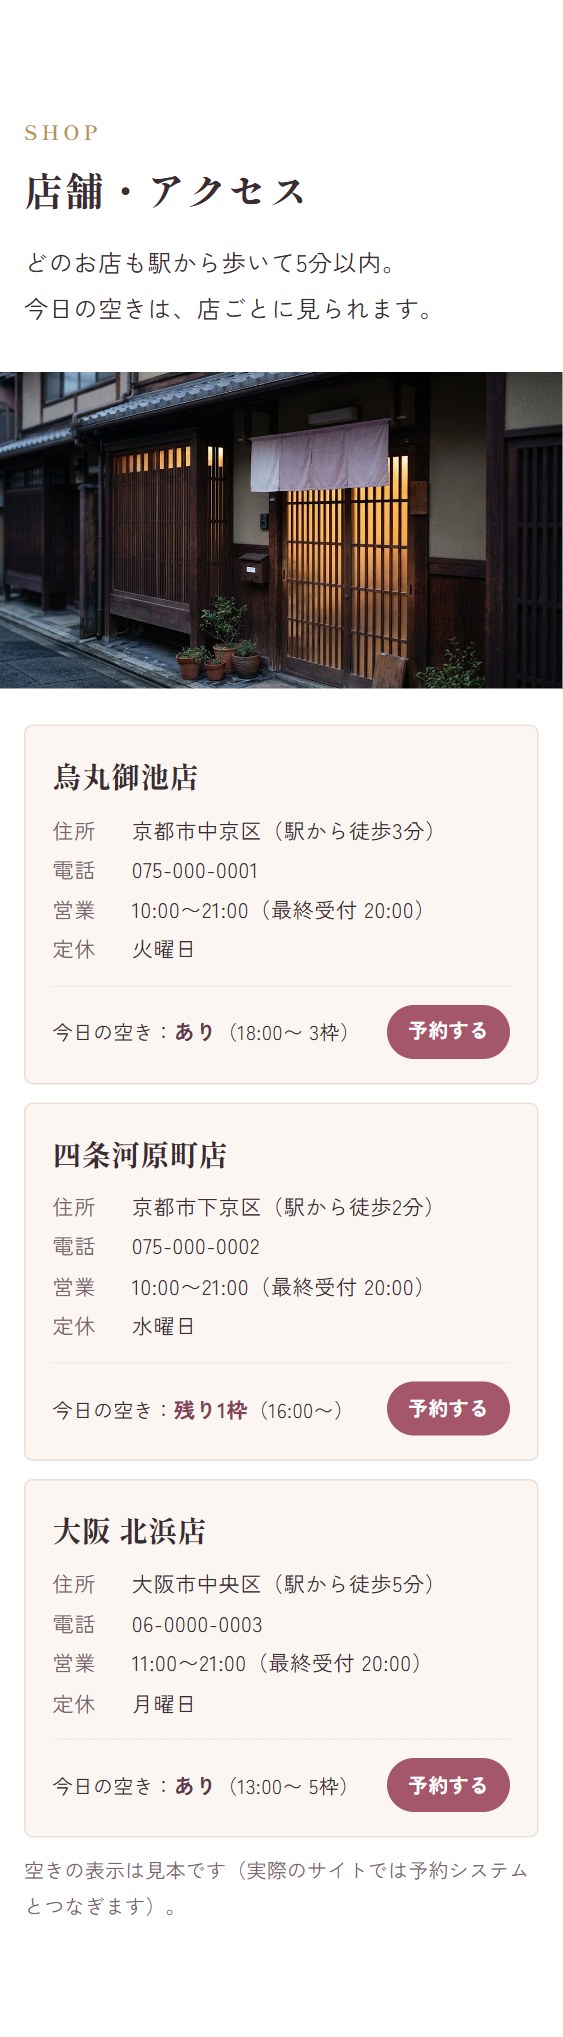 SHOP
店舗・アクセス
どのお店も駅から歩いて5分以内。
今日の空きは、店ごとに見られます。
烏丸御池店
住所 京都市中京区（駅から徒歩3分）
電話 075-000-0001
営業 10:00〜21:00（最終受付 20:00）
定休 火曜日
今日の空き：あり（18:00〜 3枠） 予約する
四条河原町店
住所 京都市下京区（駅から徒歩2分）
電話 075-000-0002
営業 10:00〜21:00（最終受付 20:00）
定休 水曜日
今日の空き：残り1枠（16:00〜） 予約する
大阪 北浜店
住所 大阪市中央区（駅から徒歩5分）
電話 06-0000-0003
営業 11:00〜21:00（最終受付 20:00）
定休 月曜日
今日の空き：あり（13:00〜 5枠） 予約する
空きの表示は見本です（実際のサイトでは予約システム
とつなぎます）。